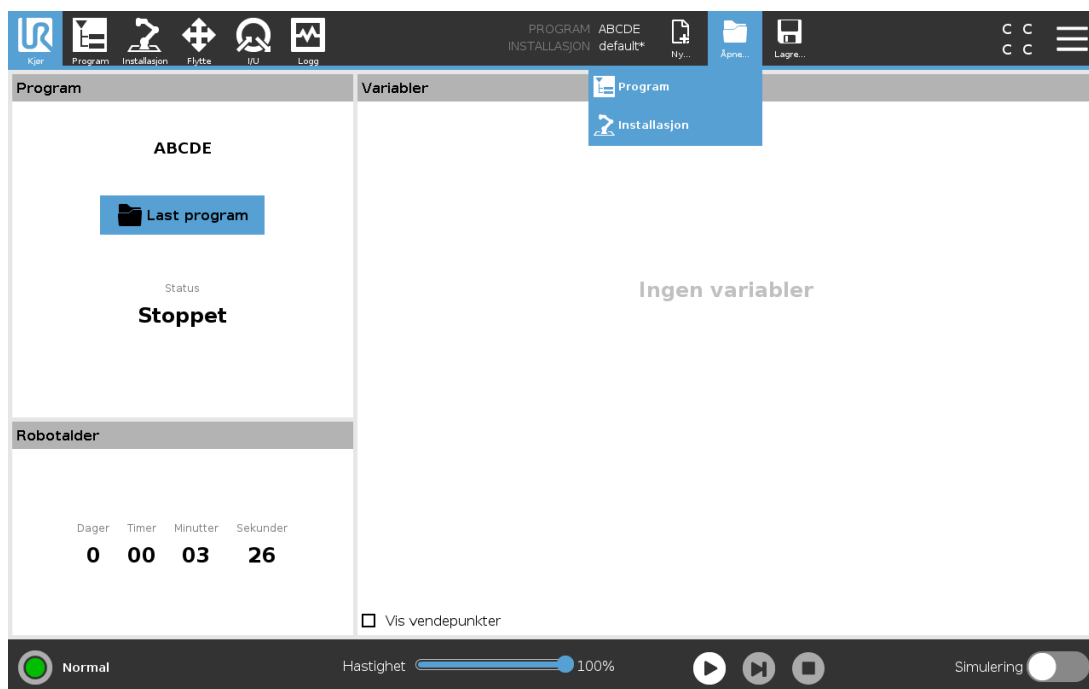 Kjør
Program
Installasjon
Flytte
I/U
Logg
PROGRAM ABCDE
INSTALLASJON default*
Ny...
Åpne...
Lagre...
C C
C C
Program
Installasjon
Program
ABCDE
Last program
Status
Stoppet
Variabler
Ingen variabler
Vis vendepunkter
Robotalder
Dager Timer Minutter Sekunder
0 00 03 26
Normal
Hastighet 100%
Simulering